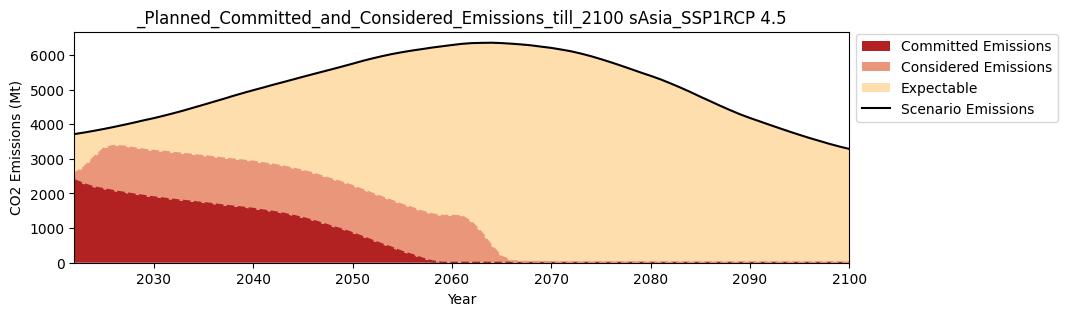 _Planned_Committed_and_Considered_Emissions_till_2100 sAsia_SSP1RCP 4.5
CO2 Emissions (Mt)
6000
5000
4000
3000
2000
1000
0
2030 2040 2050 2060 2070 2080 2090 2100
Year
Committed Emissions
Considered Emissions
Expectable
Scenario Emissions